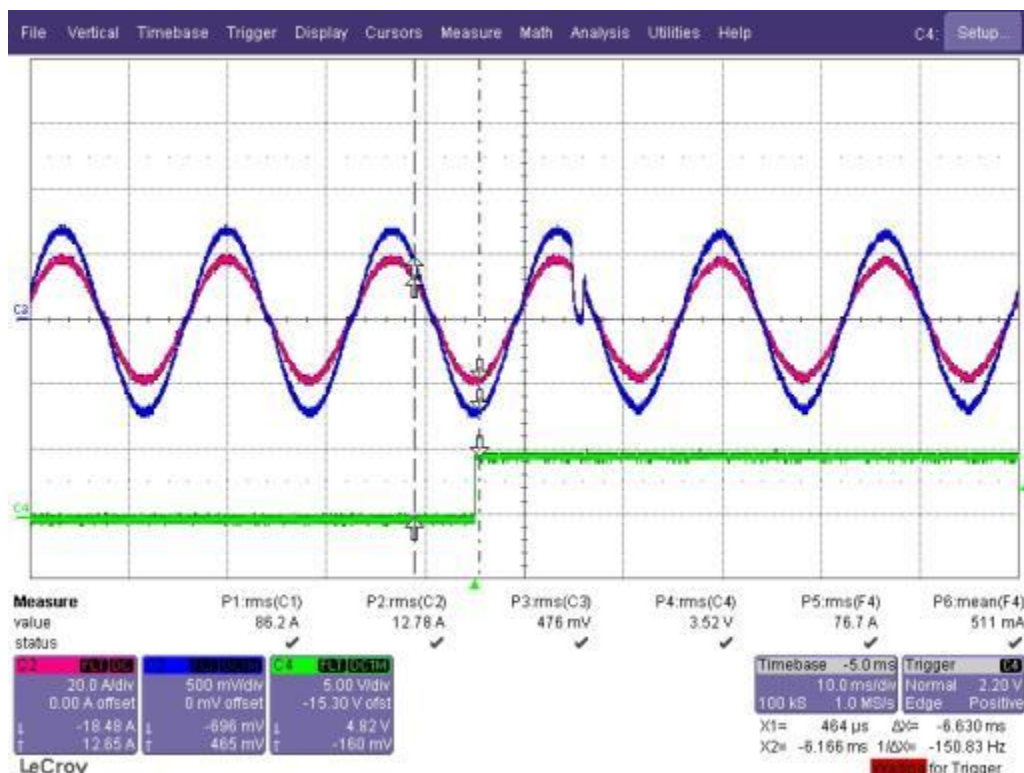 File Vertical Timebase Trigger Display Cursors Measure Math Analysis Utilities Help C4: Setup...
C3
C4
Measure P1:rms(C1) P2:rms(C2) P3:rms(C3) P4:rms(C4) P5:rms(F4) P6:mean(F4)
value 86.2 A 12.78 A 476 mV 3.52 V 76.7 A 511 mA
status
C2 FLT DC
20.0 A/div
0.00 A offset
-18.48 A
12.65 A
500 mV/div
0 mV offset
-696 mV
465 mV
C4 FLT DC1M
5.00 V/div
-15.30 V ofst
4.82 V
-160 mV
Timebase -5.0 ms
10.0 ms/div
100 kS 1.0 MS/s
Trigger C4
Normal 2.20 V
Edge Positive
X1= 464 µs ΔX= -6.630 ms
X2= -6.166 ms 1/ΔX= -150.83 Hz
LeCroy
for Trigger